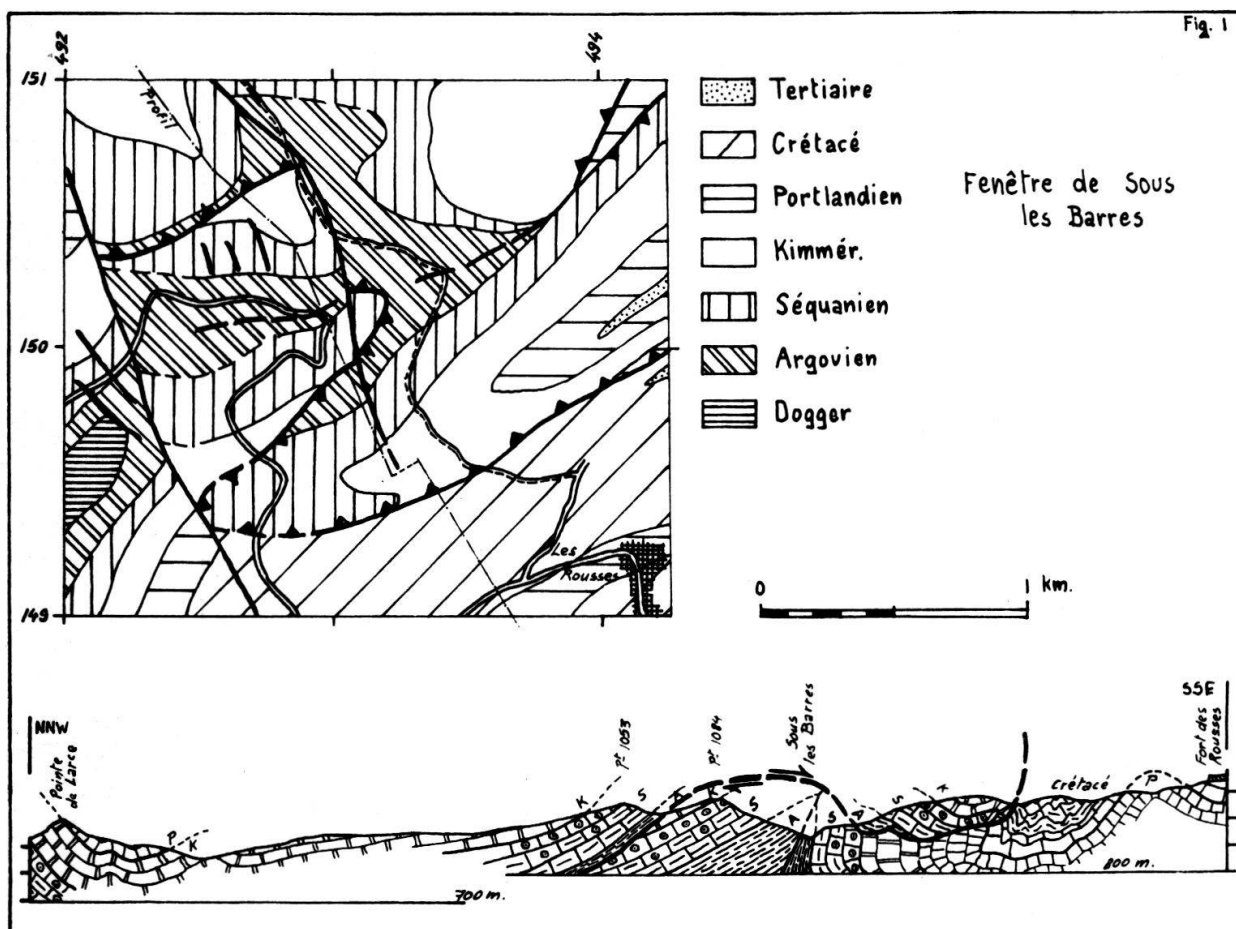 Fig. 1
492
494
151
150
149
Profil
Les
Rousses
Tertiaire
Crétacé
Portlandien
Kimmér.
Séquanien
Argovien
Dogger
Fenêtre de Sous
les Barres
0 1 km.
NNW
SSE
Pointe
de Larce
P
K
K
Pt 1053
S
K
Pt 1084
K
S
A
Sous
les Barres
S
A
S
K
Crétacé
P
Fort des
Rousses
700 m.
800 m.